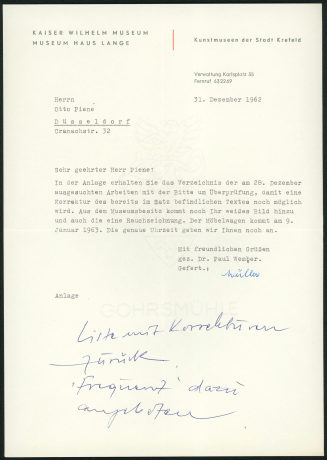 KAISER WILHELM MUSEUM
MUSEUM HAUS LANGE
Kunstmuseen der Stadt Krefeld
Verwaltung Karlsplatz 35
Fernruf 632269
Herrn
Otto Piene
Düsseldorf
Cranachstr. 32
31. Dezember 1962
Sehr geehrter Herr Piene!
In der Anlage erhalten Sie das Verzeichnis der am 28. Dezember
ausgesuchten Arbeiten mit der Bitte um Überprüfung, damit eine
Korrektur des bereits im Satz befindlichen Textes noch möglich
wird. Aus dem Museumsbesitz kommt noch Ihr weißes Bild hinzu
und auch die eine Rauchzeichnung. Der Möbelwagen kommt am 9.
Januar 1963. Die genaue Uhrzeit geben wir Ihnen noch an.
Mit freundlichen Grüßen
gez. Dr. Paul Wember
Gefert.: Müller
Anlage
GOHRSMÜHLE
Liste mit Korrekturen
zurück
"frequenz" dazu